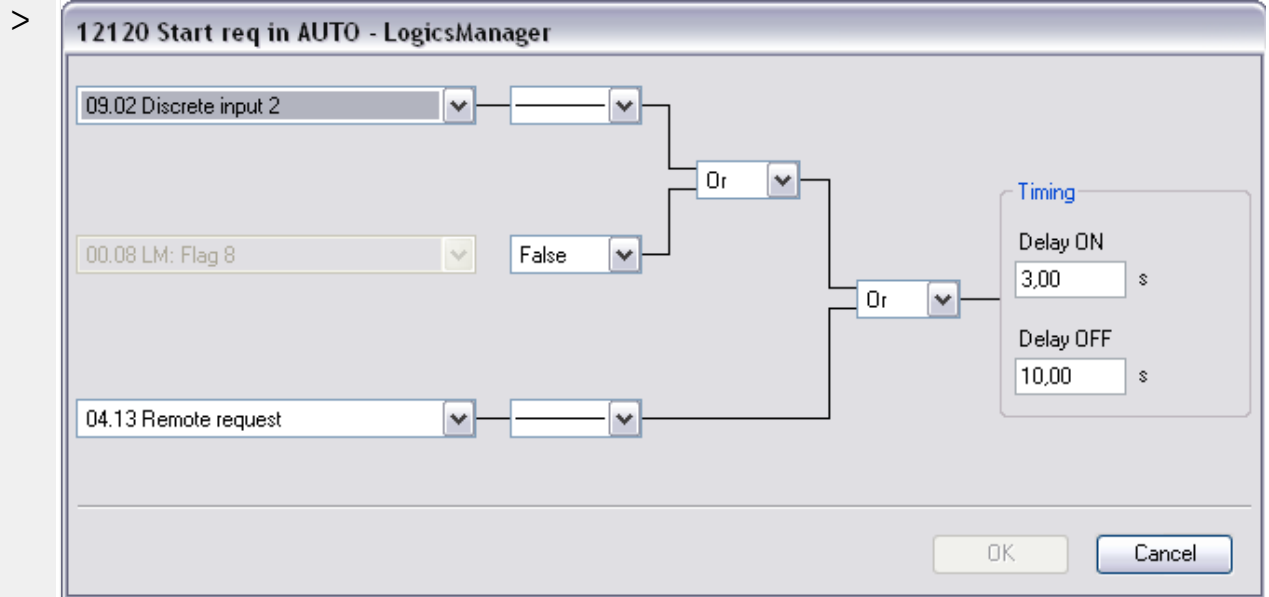 >
12120 Start req in AUTO - LogicsManager
09.02 Discrete input 2
Or
Timing
Delay ON
00.08 LM: Flag 8
False
3,00 s
Or
Delay OFF
10,00 s
04.13 Remote request
OK
Cancel